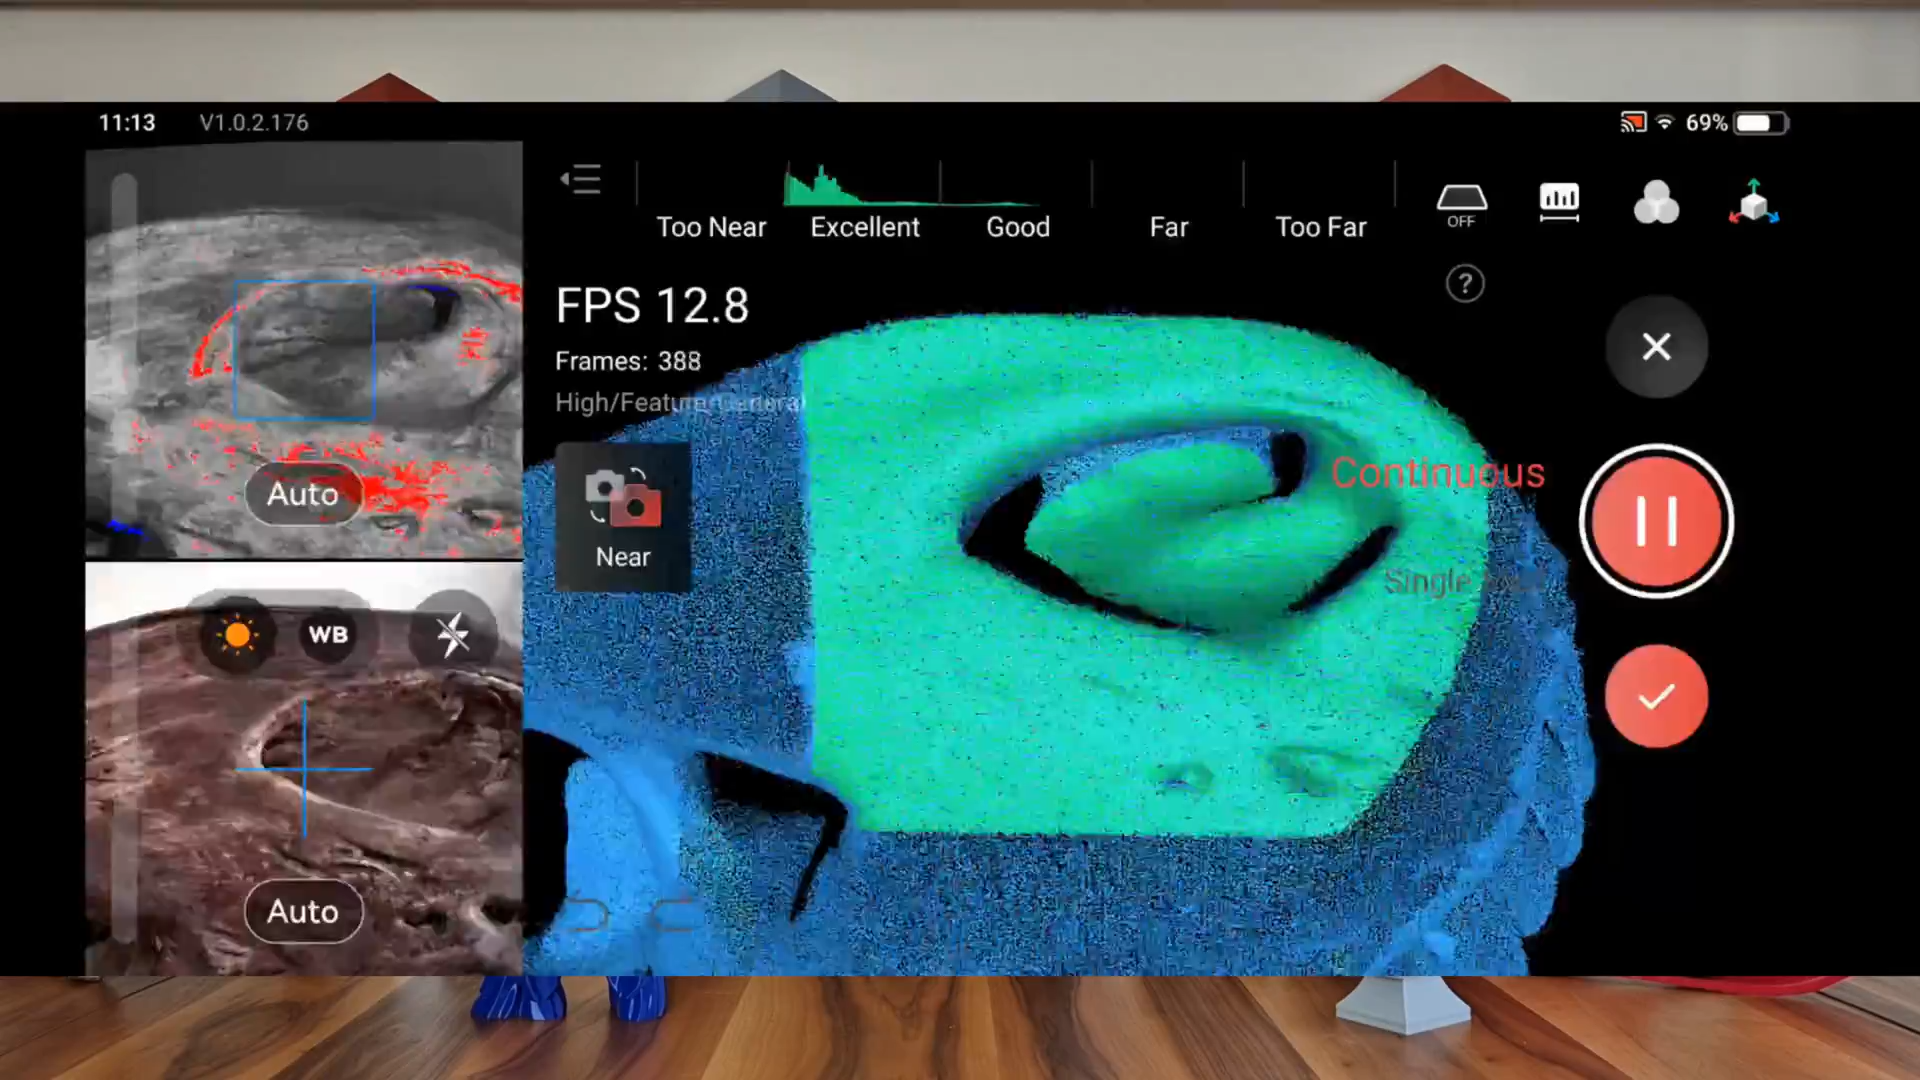 11:13 V1.0.2.176
69%
Too Near Excellent Good Far Too Far
OFF
FPS 12.8
?
Frames: 388
High/Feature/General
Continuous
Auto
Near
Single
WB
Auto